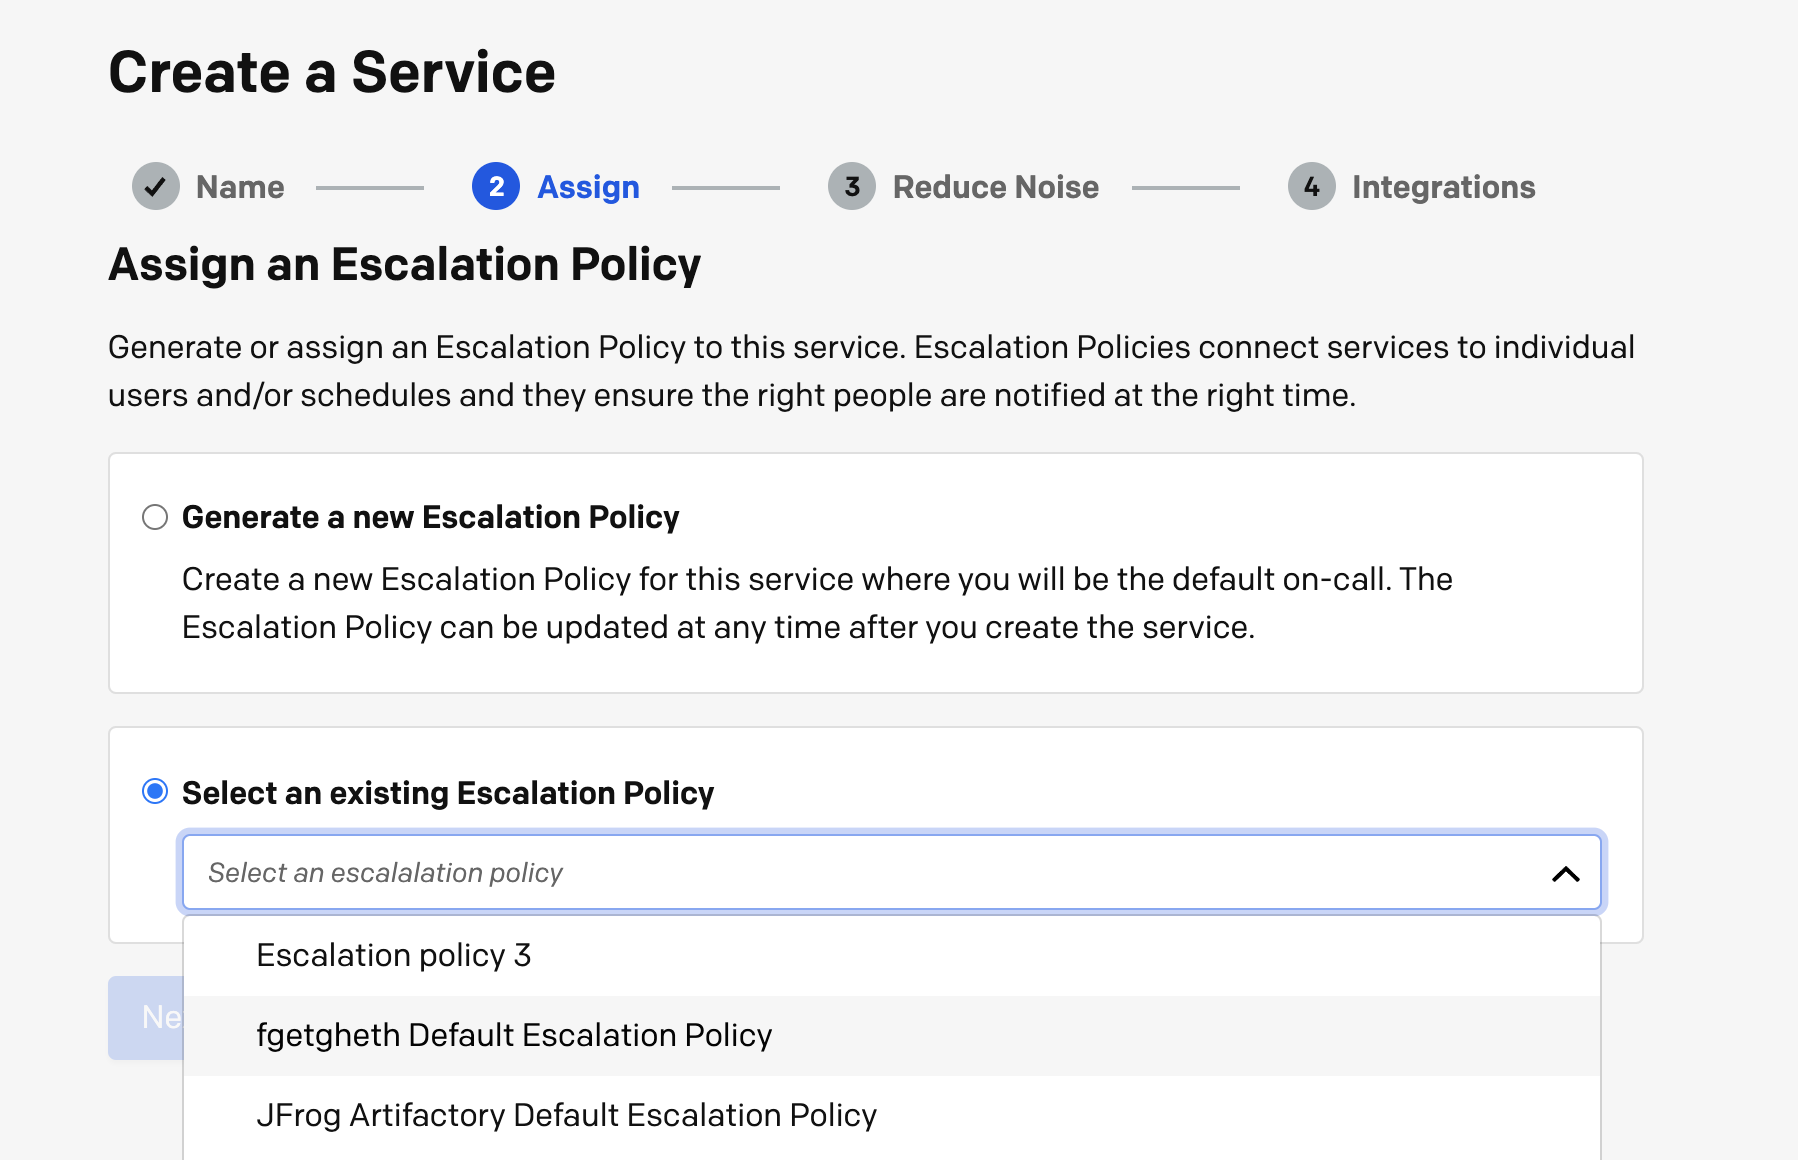 Create a Service
Name
2 Assign
3 Reduce Noise
4 Integrations
Assign an Escalation Policy
Generate or assign an Escalation Policy to this service. Escalation Policies connect services to individual
users and/or schedules and they ensure the right people are notified at the right time.
Generate a new Escalation Policy
Create a new Escalation Policy for this service where you will be the default on-call. The
Escalation Policy can be updated at any time after you create the service.
Select an existing Escalation Policy
Select an escalalation policy
Escalation policy 3
fgetgheth Default Escalation Policy
JFrog Artifactory Default Escalation Policy